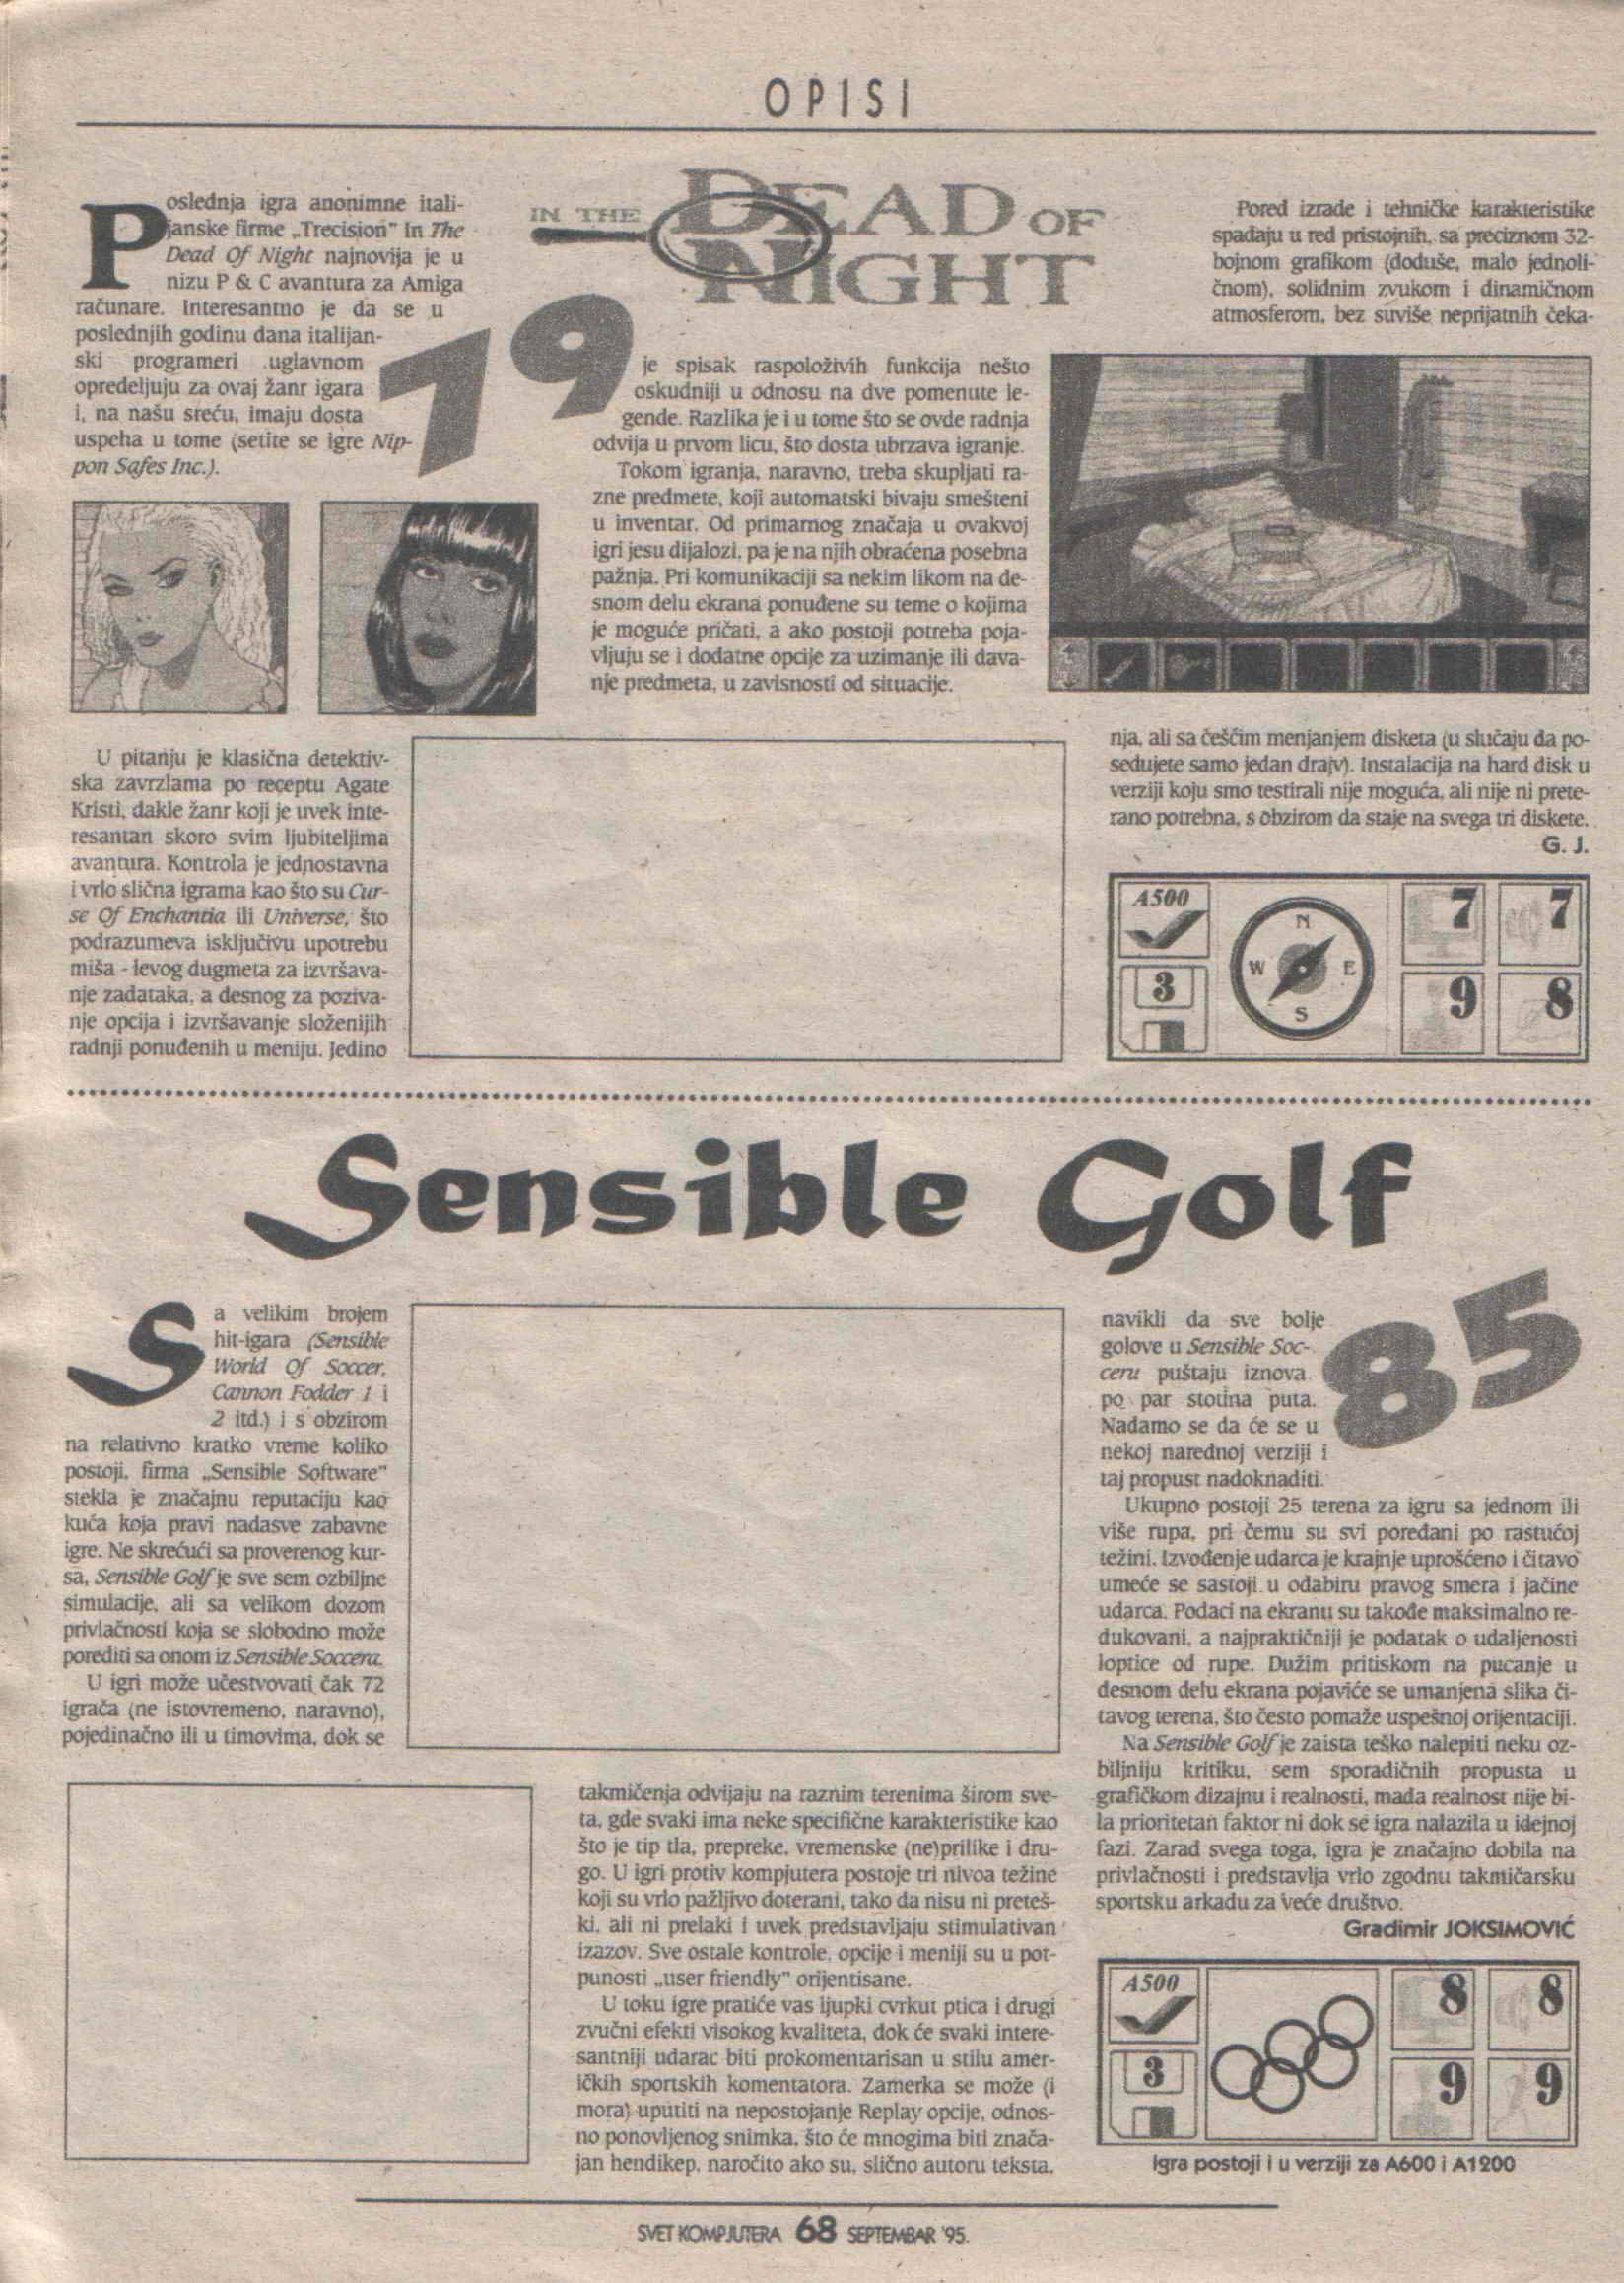 OPISI
IN THE DEAD OF NIGHT
79
Poslednja igra anonimne itali-
janske firme „Trecision" In The
Dead Of Night najnovija je u
nizu P & C avantura za Amiga
računare. Interesantno je da se u
poslednjih godinu dana italijan-
ski programeri uglavnom
opredeljuju za ovaj žanr igara
i, na našu sreću, imaju dosta
uspeha u tome (setite se igre Nip-
pon Safes Inc.).
U pitanju je klasična detektiv-
ska zavrzlama po receptu Agate
Kristi, dakle žanr koji je uvek inte-
resantan skoro svim ljubiteljima
avantura. Kontrola je jednostavna
i vrlo slična igrama kao što su Cur-
se Of Enchantia ili Universe, što
podrazumeva isključivu upotrebu
miša - levog dugmeta za izvršava-
nje zadataka, a desnog za poziva-
nje opcija i izvršavanje složenijih
radnji ponuđenih u meniju. Jedino
je spisak raspoloživih funkcija nešto
oskudniji u odnosu na dve pomenute le-
gende. Razlika je i u tome što se ovde radnja
odvija u prvom licu, što dosta ubrzava igranje.
Tokom igranja, naravno, treba skupljati ra-
zne predmete, koji automatski bivaju smešteni
u inventar. Od primarnog značaja u ovakvoj
igri jesu dijalozi, pa je na njih obraćena posebna
pažnja. Pri komunikaciji sa nekim likom na de-
snom delu ekrana ponuđene su teme o kojima
je moguće pričati, a ako postoji potreba poja-
vljuju se i dodatne opcije za uzimanje ili dava-
nje predmeta, u zavisnosti od situacije.
Pored izrade i tehničke karakteristike
spadaju u red pristojnih, sa preciznom 32-
bojnom grafikom (doduše, malo jednoli-
čnom), solidnim zvukom i dinamičnom
atmosferom, bez suviše neprijatnih čeka-
nja, ali sa češćim menjanjem disketa (u slučaju da po-
sedujete samo jedan drajv). Instalacija na hard disk u
verziji koju smo testirali nije moguća, ali nije ni prete-
rano potrebna, s obzirom da staje na svega tri diskete.
G. J.
A500
3
N
W E
S
7 7
9 8
Sensible Golf
85
Sa velikim brojem
hit-igara (Sensible
World Of Soccer,
Cannon Fodder 1 i
2 itd.) i s obzirom
na relativno kratko vreme koliko
postoji, firma „Sensible Software"
stekla je značajnu reputaciju kao
kuća koja pravi nadasve zabavne
igre. Ne skrećući sa proverenog kur-
sa, Sensible Golf je sve sem ozbiljne
simulacije, ali sa velikom dozom
privlačnosti koja se slobodno može
porediti sa onom iz Sensible Soccera.
U igri može učestvovati čak 72
igrača (ne istovremeno, naravno),
pojedinačno ili u timovima, dok se
takmičenja odvijaju na raznim terenima širom sve-
ta, gde svaki ima neke specifične karakteristike kao
što je tip tla, prepreke, vremenske (ne)prilike i dru-
go. U igri protiv kompjutera postoje tri nivoa težine
koji su vrlo pažljivo doterani, tako da nisu ni preteš-
ki, ali ni prelaki i uvek predstavljaju stimulativan
izazov. Sve ostale kontrole, opcije i meniji su u pot-
punosti „user friendly" orijentisane.
U toku igre pratiće vas ljupki cvrkut ptica i drugi
zvučni efekti visokog kvaliteta, dok će svaki intere-
santniji udarac biti prokomentarisan u stilu amer-
ičkih sportskih komentatora. Zamerka se može (i
mora) uputiti na nepostojanje Replay opcije, odnos-
no ponovljenog snimka, što će mnogima biti znača-
jan hendikep, naročito ako su, slično autoru teksta,
navikli da sve bolje
golove u Sensible Soc-
ceru puštaju iznova
po par stotina puta.
Nadamo se da će se u
nekoj narednoj verziji i
taj propust nadoknaditi.
Ukupno postoji 25 terena za igru sa jednom ili
više rupa, pri čemu su svi poređani po rastućoj
težini. Izvođenje udarca je krajnje uprošćeno i čitavo
umeće se sastoji u odabiru pravog smera i jačine
udarca. Podaci na ekranu su takođe maksimalno re-
dukovani, a najpraktičniji je podatak o udaljenosti
loptice od rupe. Dužim pritiskom na pucanje u
desnom delu ekrana pojaviće se umanjena slika či-
tavog terena, što često pomaže uspešnoj orijentaciji.
Na Sensible Golf je zaista teško nalepiti neku oz-
biljniju kritiku, sem sporadičnih propusta u
grafičkom dizajnu i realnosti, mada realnost nije bi-
la prioritetan faktor ni dok se igra nalazila u idejnoj
fazi. Zarad svega toga, igra je značajno dobila na
privlačnosti i predstavlja vrlo zgodnu takmičarsku
sportsku arkadu za veće društvo.
Gradimir JOKSIMOVIĆ
A500
3
8 8
9 9
Igra postoji i u verziji za A600 i A1200
SVET KOMPJUTERA 68 SEPTEMBAR '95.